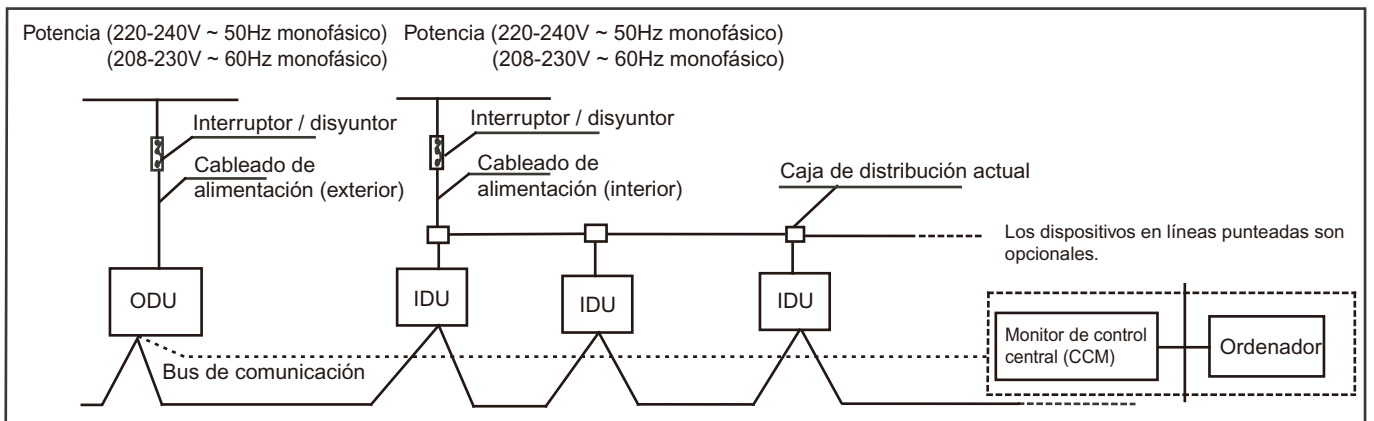 Potencia (220-240V ~ 50Hz monofásico)
(208-230V ~ 60Hz monofásico)
Potencia (220-240V ~ 50Hz monofásico)
(208-230V ~ 60Hz monofásico)
Interruptor / disyuntor
Cableado de
alimentación (exterior)
Interruptor / disyuntor
Cableado de
alimentación (interior)
Caja de distribución actual
Los dispositivos en líneas punteadas son
opcionales.
ODU
IDU
IDU
IDU
Monitor de control
central (CCM)
Ordenador
Bus de comunicación